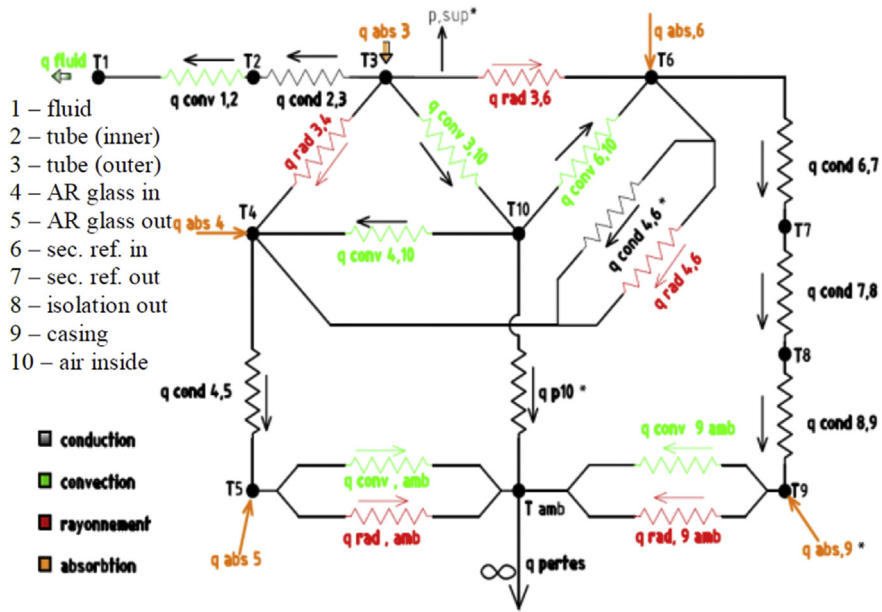 q abs 3
p,sup*
q abs,6
q fluid
T1
T2
T3
T6
q conv 1,2
q cond 2,3
q rad 3,6
1 – fluid
2 – tube (inner)
3 – tube (outer)
4 – AR glass in
5 – AR glass out
6 – sec. ref. in
7 – sec. ref. out
8 – isolation out
9 – casing
10 – air inside
q rad 3,4
q conv 3,10
q conv 6,10
q cond 6,7
T4
T10
q abs 4
q conv 4,10
q cond 4,6 *
q rad 4,6
T7
q cond 7,8
T8
q cond 4,5
q p10 *
q cond 8,9
conduction
convection
rayonnement
absorbtion
q conv , amb
q conv 9 amb
T5
T amb
T9
q rad , amb
q rad, 9 amb
q abs 5
q pertes
∞
q abs,9 *